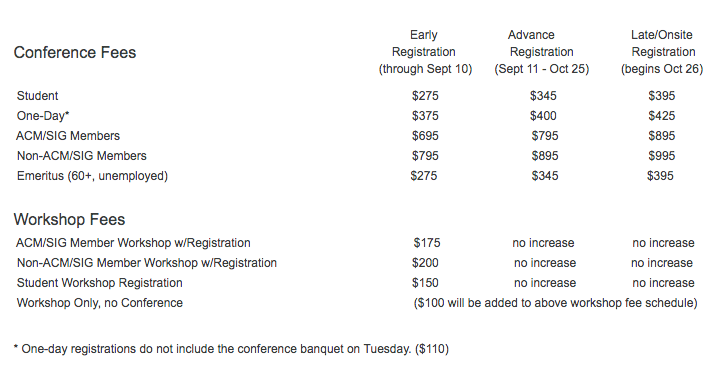 Early Advance Late/Onsite
Conference Fees Registration Registration Registration
(through Sept 10) (Sept 11 - Oct 25) (begins Oct 26)
Student $275 $345 $395
One-Day* $375 $400 $425
ACM/SIG Members $695 $795 $895
Non-ACM/SIG Members $795 $895 $995
Emeritus (60+, unemployed) $275 $345 $395
Workshop Fees
ACM/SIG Member Workshop w/Registration $175 no increase no increase
Non-ACM/SIG Member Workshop w/Registration $200 no increase no increase
Student Workshop Registration $150 no increase no increase
Workshop Only, no Conference ($100 will be added to above workshop fee schedule)
* One-day registrations do not include the conference banquet on Tuesday. ($110)